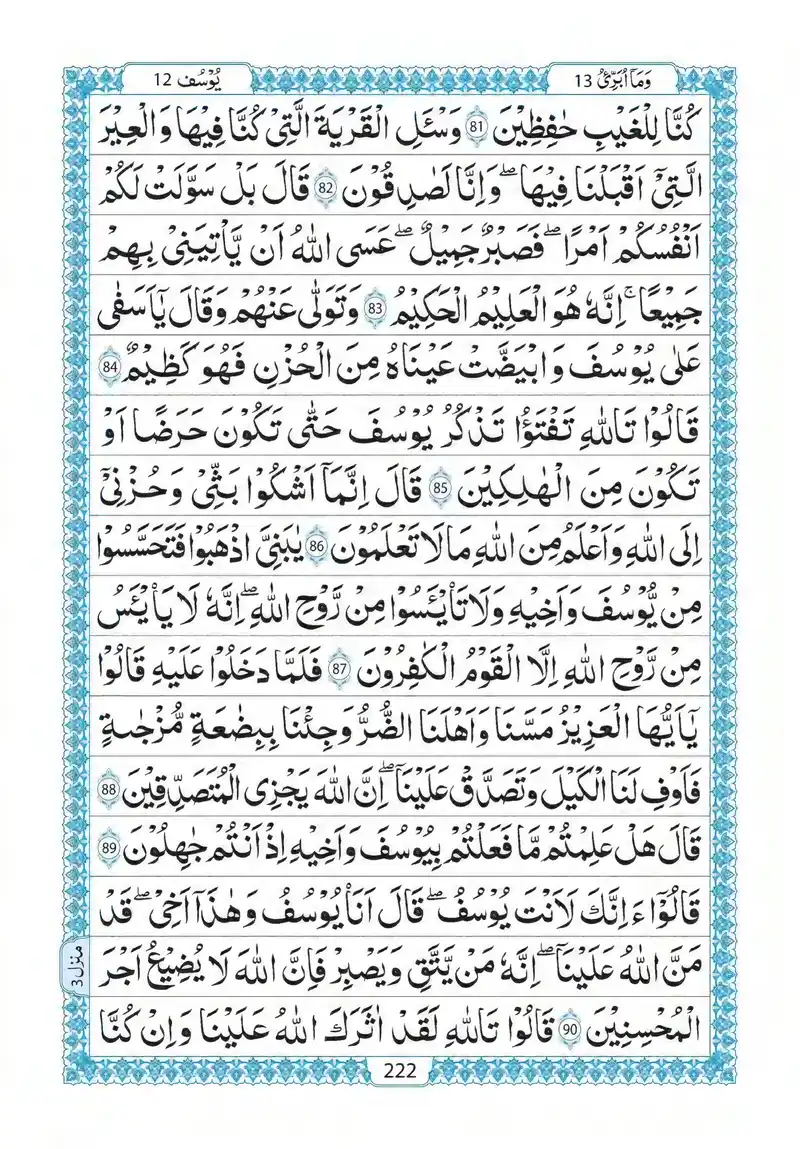 وَمَاۤ اُبَرِّئُ 13
یُوْسُف 12
كُنَّا لِلْغَیْبِ حٰفِظِیْنَ 81 وَسْـَٔلِ الْقَرْیَةَ الَّتِیْ كُنَّا فِیْهَا وَالْعِیْرَ
الَّتِیْۤ اَقْبَلْنَا فِیْهَا ؕ وَاِنَّا لَصٰدِقُوْنَ 82 قَالَ بَلْ سَوَّلَتْ لَكُمْ
اَنْفُسُكُمْ اَمْرًا ۖ فَصَبْرٌ جَمِیْلٌ ۖ عَسَی اللّٰهُ اَنْ یَّاْتِیَنِیْ بِهِمْ
جَمِیْعًا ۚ اِنَّهٗ هُوَ الْعَلِیْمُ الْحَكِیْمُ 83 وَتَوَلّٰی عَنْهُمْ وَقَالَ یٰۤاَسَفٰی
عَلٰی یُوْسُفَ وَابْیَضَّتْ عَیْنٰاهُ مِنَ الْحُزْنِ فَهُوَ كَظِیْمٌ 84
قَالُوْا تَاللّٰهِ تَفْتَؤُا تَذْكُرُ یُوْسُفَ حَتّٰی تَكُوْنَ حَرَضًا اَوْ
تَكُوْنَ مِنَ الْهٰلِكِیْنَ 85 قَالَ اِنَّمَاۤ اَشْكُوْا بَثِّیْ وَحُزْنِیْۤ
اِلَی اللّٰهِ وَاَعْلَمُ مِنَ اللّٰهِ مَا لَا تَعْلَمُوْنَ 86 یٰبَنِیَّ اذْهَبُوْا فَتَحَسَّسُوْا
مِنْ یُّوْسُفَ وَاَخِیْهِ وَلَا تَاْیْـَٔسُوْا مِنْ رَّوْحِ اللّٰهِ ۖ اِنَّهٗ لَا یَاْیْـَٔسُ
مِنْ رَّوْحِ اللّٰهِ اِلَّا الْقَوْمُ الْكٰفِرُوْنَ 87 فَلَمَّا دَخَلُوْا عَلَیْهِ قَالُوْا
یٰۤاَیُّهَا الْعَزِیْزُ مَسَّنَا وَاَهْلَنَا الضُّرُّ وَجِئْنَا بِبِضٰعَةٍ مُّزْجٰىةٍ
فَاَوْفِ لَنَا الْكَیْلَ وَتَصَدَّقْ عَلَیْنَا ۖ اِنَّ اللّٰهَ یَجْزِی الْمُتَصَدِّقِیْنَ 88
قَالَ هَلْ عَلِمْتُمْ مَّا فَعَلْتُمْ بِیُوْسُفَ وَاَخِیْهِ اِذْ اَنْتُمْ جٰهِلُوْنَ 89
قَالُوْۤا ءَاِنَّكَ لَاَنْتَ یُوْسُفُ ۖ قَالَ اَنَا یُوْسُفُ وَهٰذَاۤ اَخِیْ ۖ قَدْ
مَنَّ اللّٰهُ عَلَیْنَا ۖ اِنَّهٗ مَنْ یَّتَّقِ وَیَصْبِرْ فَاِنَّ اللّٰهَ لَا یُضِیْعُ اَجْرَ
منزل 3
الْمُحْسِنِیْنَ 90 قَالُوْا تَاللّٰهِ لَقَدْ اٰثَرَكَ اللّٰهُ عَلَیْنَا وَاِنْ كُنَّا
222